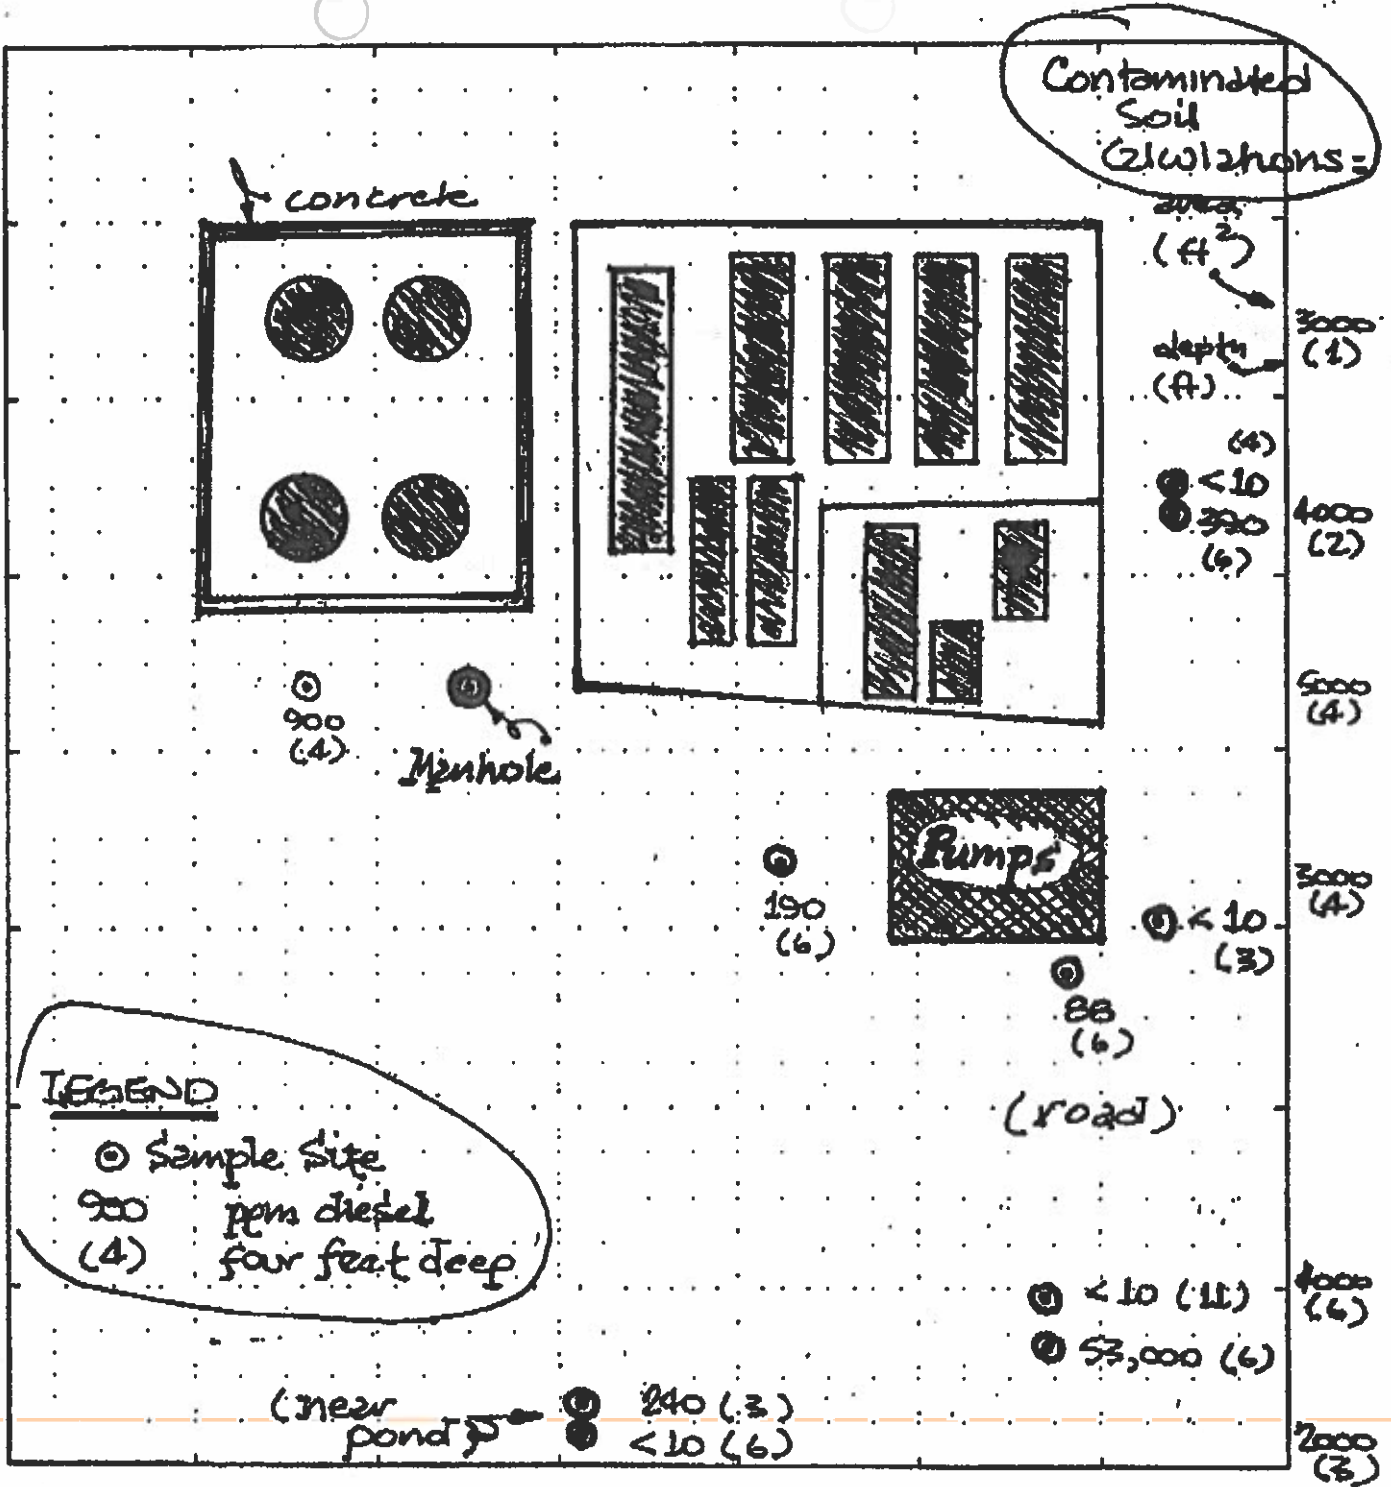 Contaminated
Soil
Calculations=
concrete
area
(ft²)
3000
(1)
depth
(ft)
(4)
<10
390
(6)
4000
(2)
5000
(4)
900
(4)
Manhole
Pumps
190
(6)
3000
(4)
<10
(3)
88
(6)
(road)
LEGEND
Sample Site
900 ppm diesel
(4) four feet deep
<10 (11)
4000
(6)
53,000 (6)
(near
pond)
240 (3)
<10 (6)
2000
(3)